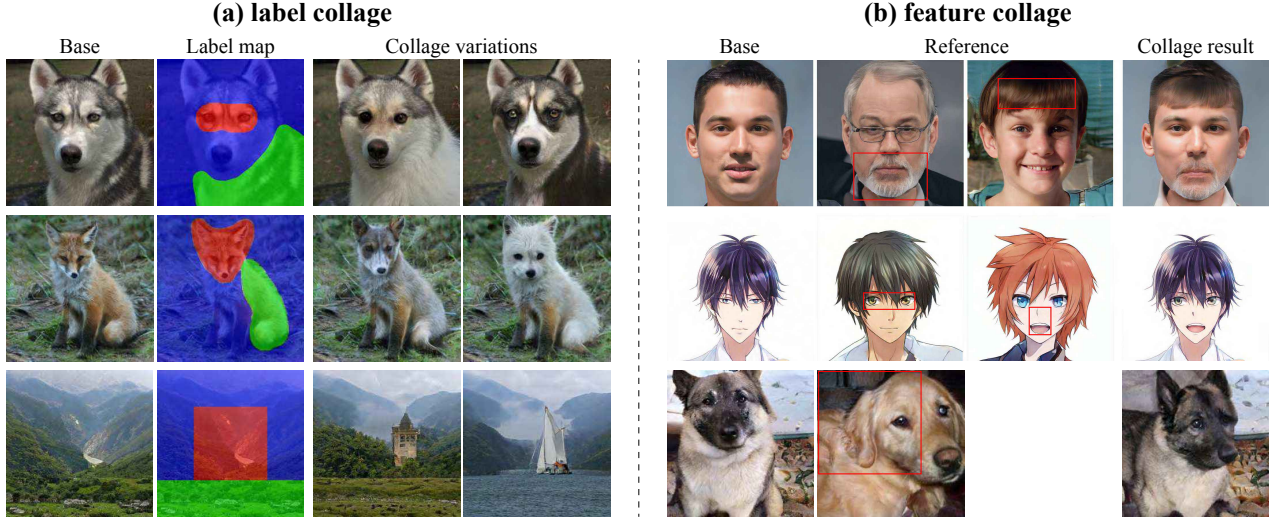 (a) label collage
Base Label map Collage variations
(b) feature collage
Base Reference Collage result